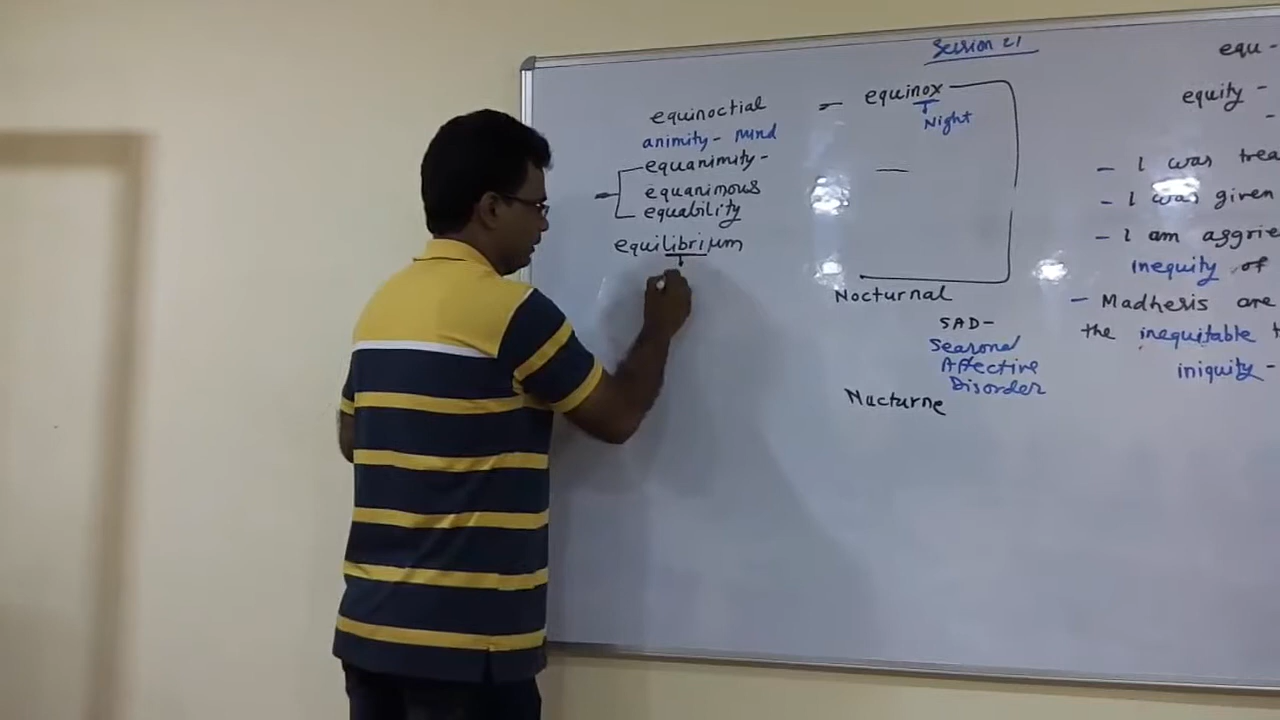 Session 21
equinoctial - equinox
Night
animity - mind
equanimity -
equanimous
equability
equilibrium
-
Nocturnal
SAD-
Seasonal
Affective
Disorder
Nucturne
equ -
equity -
-
- I was trea
- I was given
- I am aggrie
inequity of
- Madhesis are
the inequitable t
iniquity -